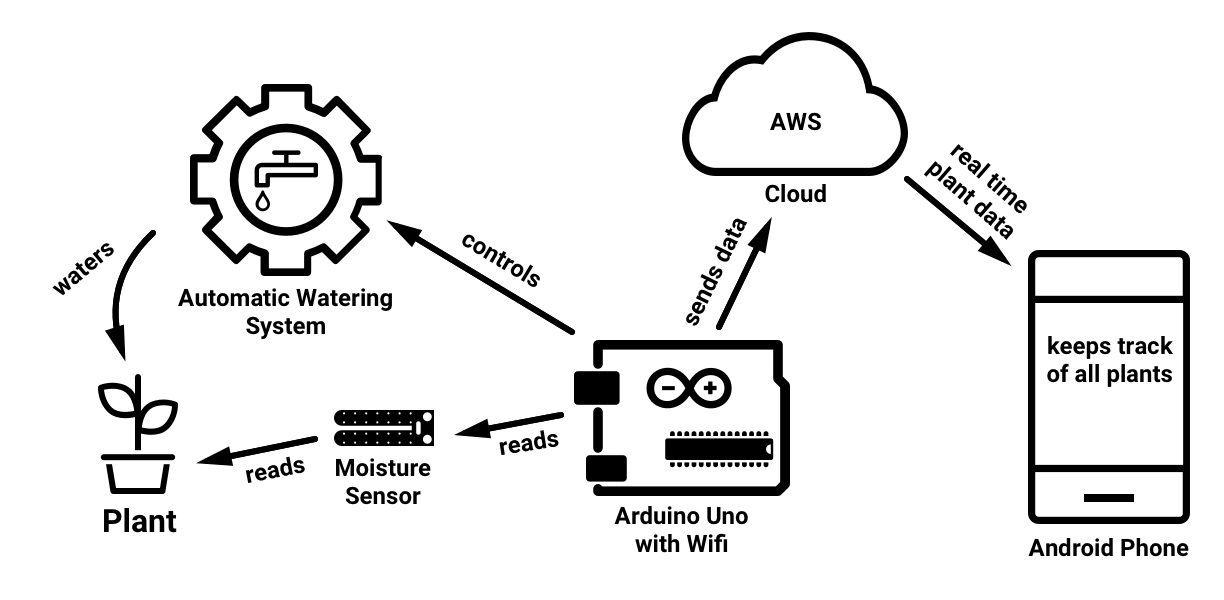 AWS
Cloud
real time
plant data
sends data
controls
waters
Automatic Watering
System
keeps track
of all plants
reads
reads
Moisture
Sensor
Plant
Arduino Uno
with Wifi
Android Phone